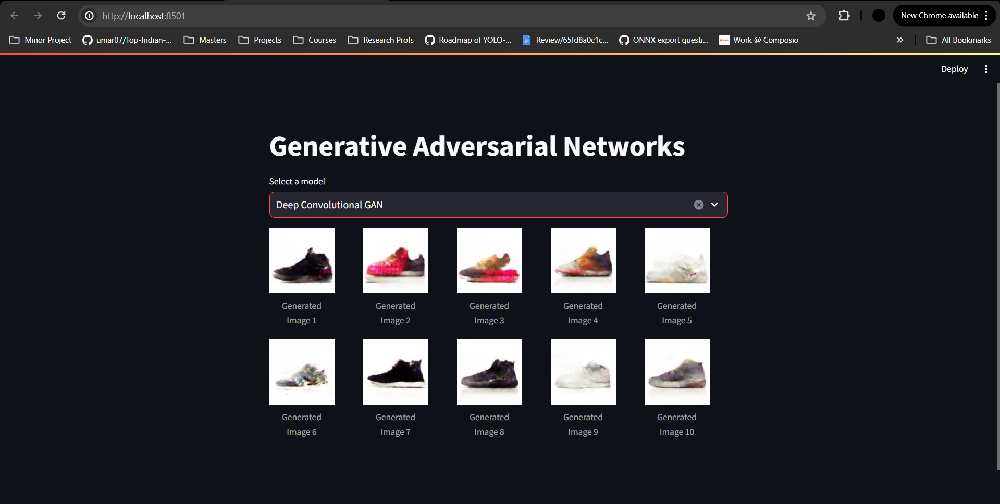 http://localhost:8501
New Chrome available
Minor Project
umar07/Top-Indian-...
Masters
Projects
Courses
Research Profs
Roadmap of YOLO-...
Review/65fd8a0c1c...
ONNX export questi...
Work @ Composio
All Bookmarks
Deploy
Generative Adversarial Networks
Select a model
Deep Convolutional GAN
Generated
Image 1
Generated
Image 2
Generated
Image 3
Generated
Image 4
Generated
Image 5
Generated
Image 6
Generated
Image 7
Generated
Image 8
Generated
Image 9
Generated
Image 10